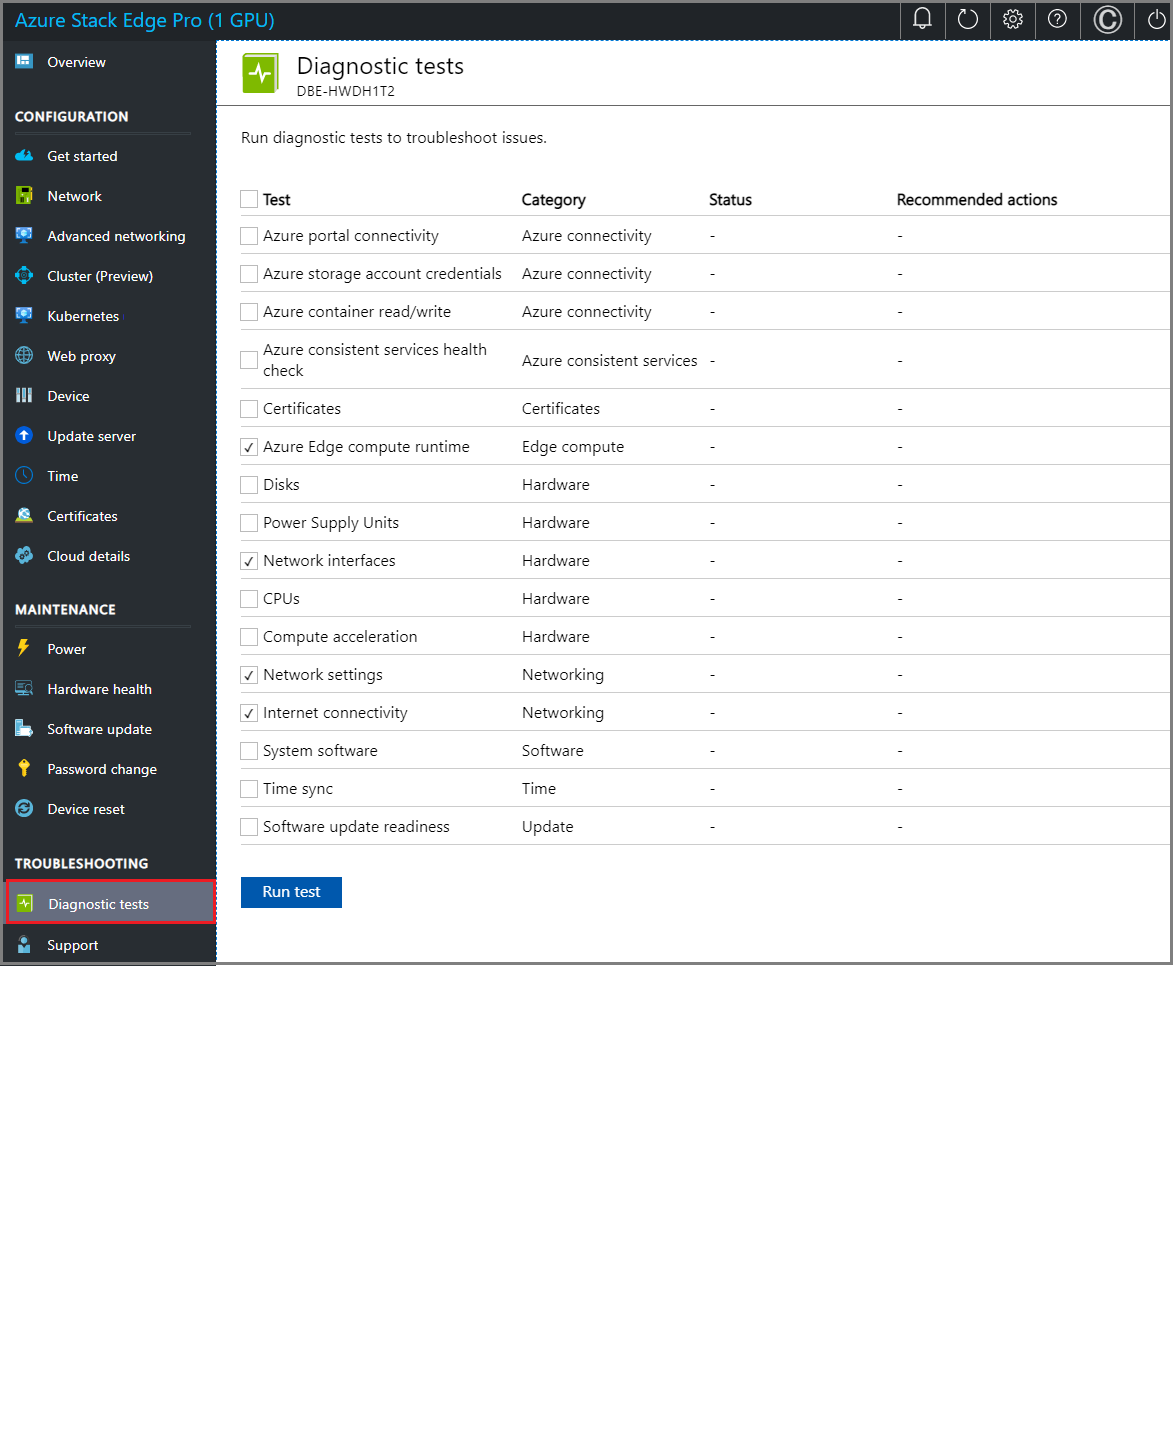 Azure Stack Edge Pro (1 GPU)
Overview
CONFIGURATION
Get started
Network
Advanced networking
Cluster (Preview)
Kubernetes
Web proxy
Device
Update server
Time
Certificates
Cloud details
MAINTENANCE
Power
Hardware health
Software update
Password change
Device reset
TROUBLESHOOTING
Diagnostic tests
Support
Diagnostic tests
DBE-HWDH1T2
Run diagnostic tests to troubleshoot issues.
Test Category Status Recommended actions
Azure portal connectivity Azure connectivity - -
Azure storage account credentials Azure connectivity - -
Azure container read/write Azure connectivity - -
Azure consistent services health
check Azure consistent services - -
Certificates Certificates - -
Azure Edge compute runtime Edge compute - -
Disks Hardware - -
Power Supply Units Hardware - -
Network interfaces Hardware - -
CPUs Hardware - -
Compute acceleration Hardware - -
Network settings Networking - -
Internet connectivity Networking - -
System software Software - -
Time sync Time - -
Software update readiness Update - -
Run test